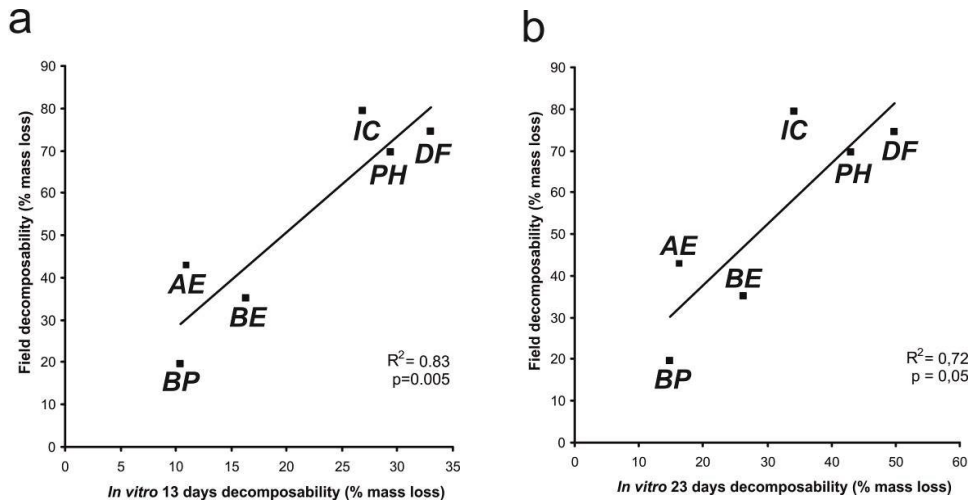 a
Field decomposability (% mass loss)
90
80
70
60
50
40
30
20
10
0
IC
DF
PH
AE
BE
BP
R²= 0.83
p=0.005
0 5 10 15 20 25 30 35
In vitro 13 days decomposability (% mass loss)
b
Field decomposability (% mass loss)
90
80
70
60
50
40
30
20
10
0
IC
DF
PH
AE
BE
BP
R²= 0,72
p = 0,05
0 10 20 30 40 50 60
In vitro 23 days decomposability (% mass loss)